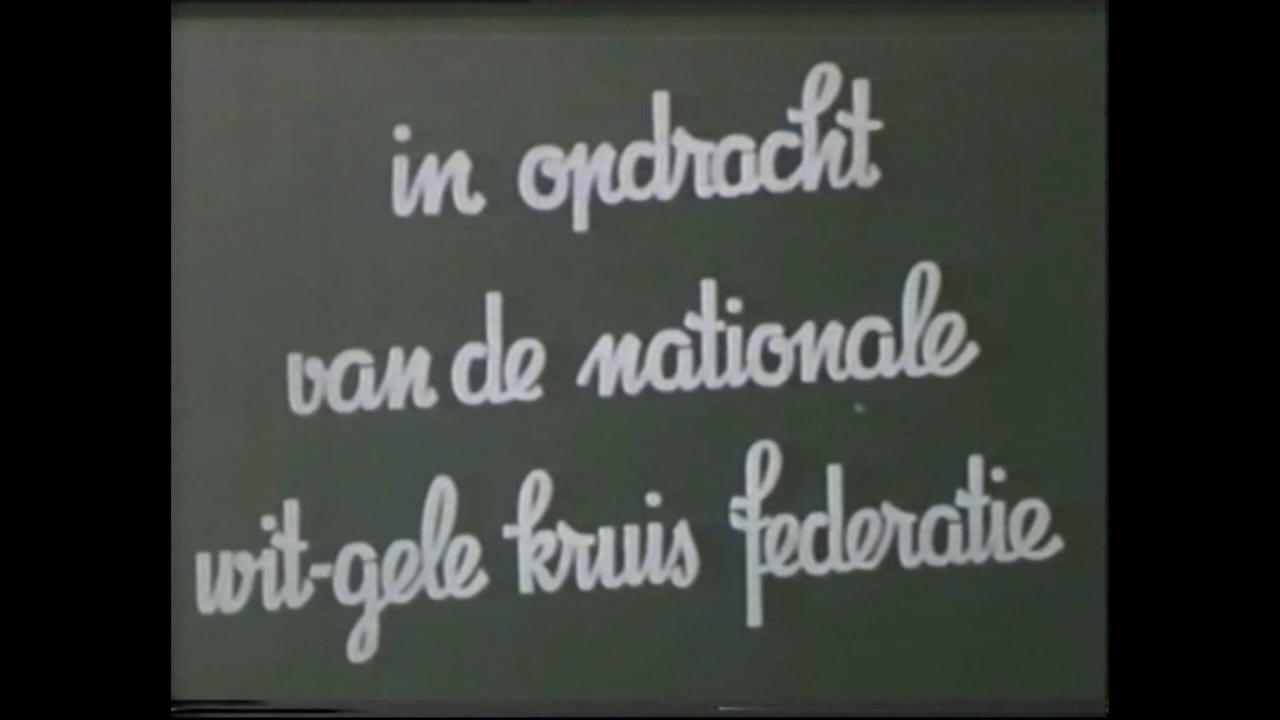 in opdracht
van de nationale
wit-gele kruis federatie